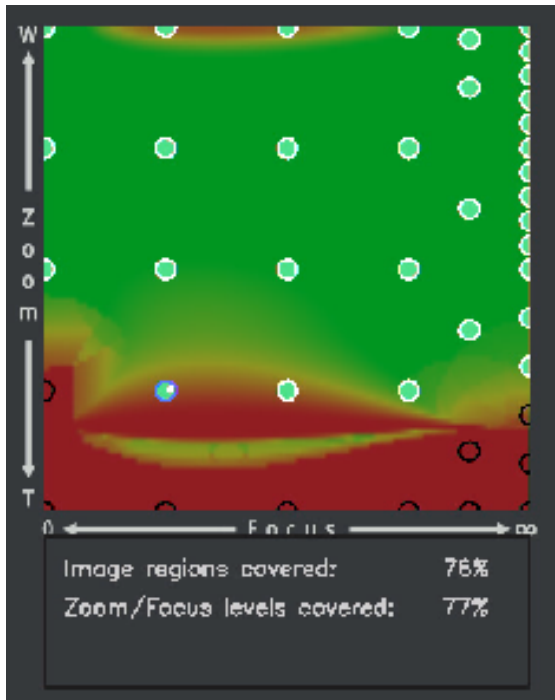 W
Zoom
T
0 Focus ∞
Image regions covered: 76%
Zoom/Focus levels covered: 77%